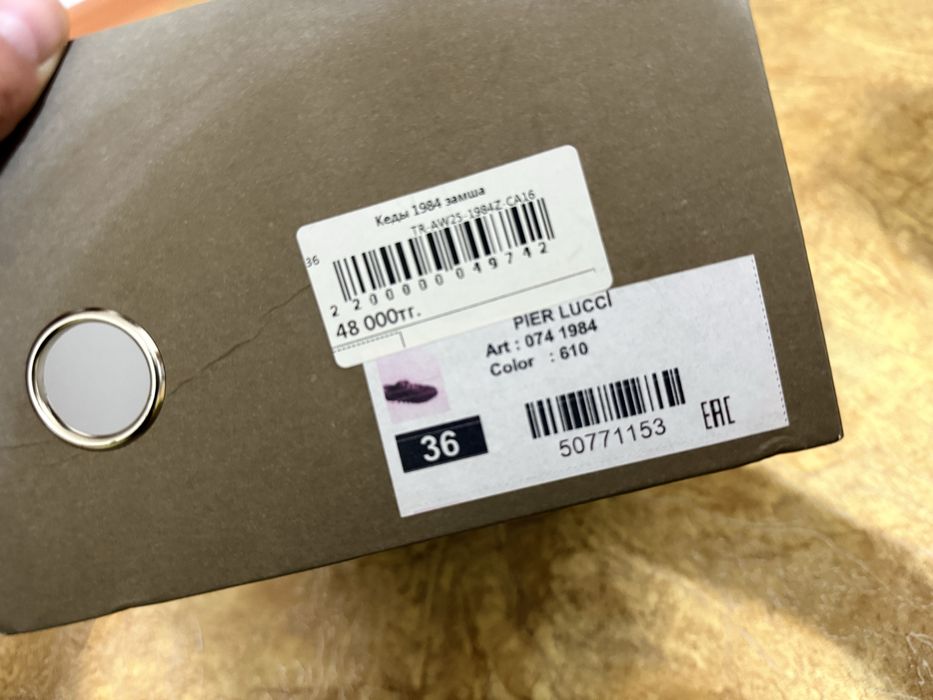 Кеды 1984 замша
TR-AW25-1984Z-CA16
36
2 200000 049742
48 000тг.
PIER LUCCI
Art : 074 1984
Color : 610
36
50771153
EAC